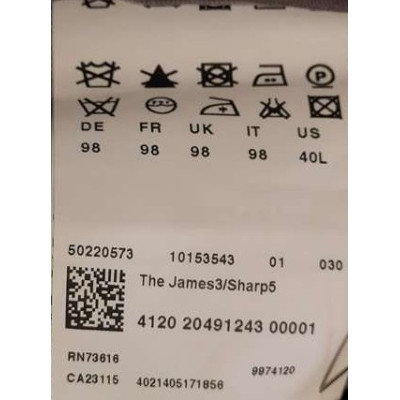 DE FR UK IT US
98 98 98 98 40L
50220573 10153543 01 030
The James3/Sharp5
4120 20491243 00001
RN73616 9974120
CA23115 4021405171856